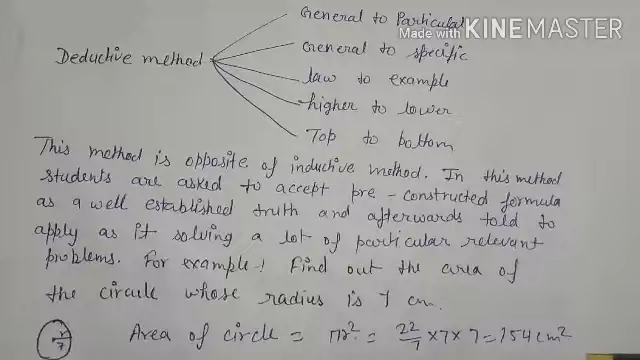 General to Particular
Made with KINEMASTER
General to specific
Deductive method
law to example
higher to lower
Top to bottom
This method is opposite of inductive method. In this method
students are asked to accept pre - constructed formula
as a well established truth and afterwards told to
apply as it solving a lot of particular relevant
problems. For example :- Find out the area of
the circule whose radius is 7 cm.
r/7 Area of circle = πr² = 22/7 ×7×7 = 154 cm²